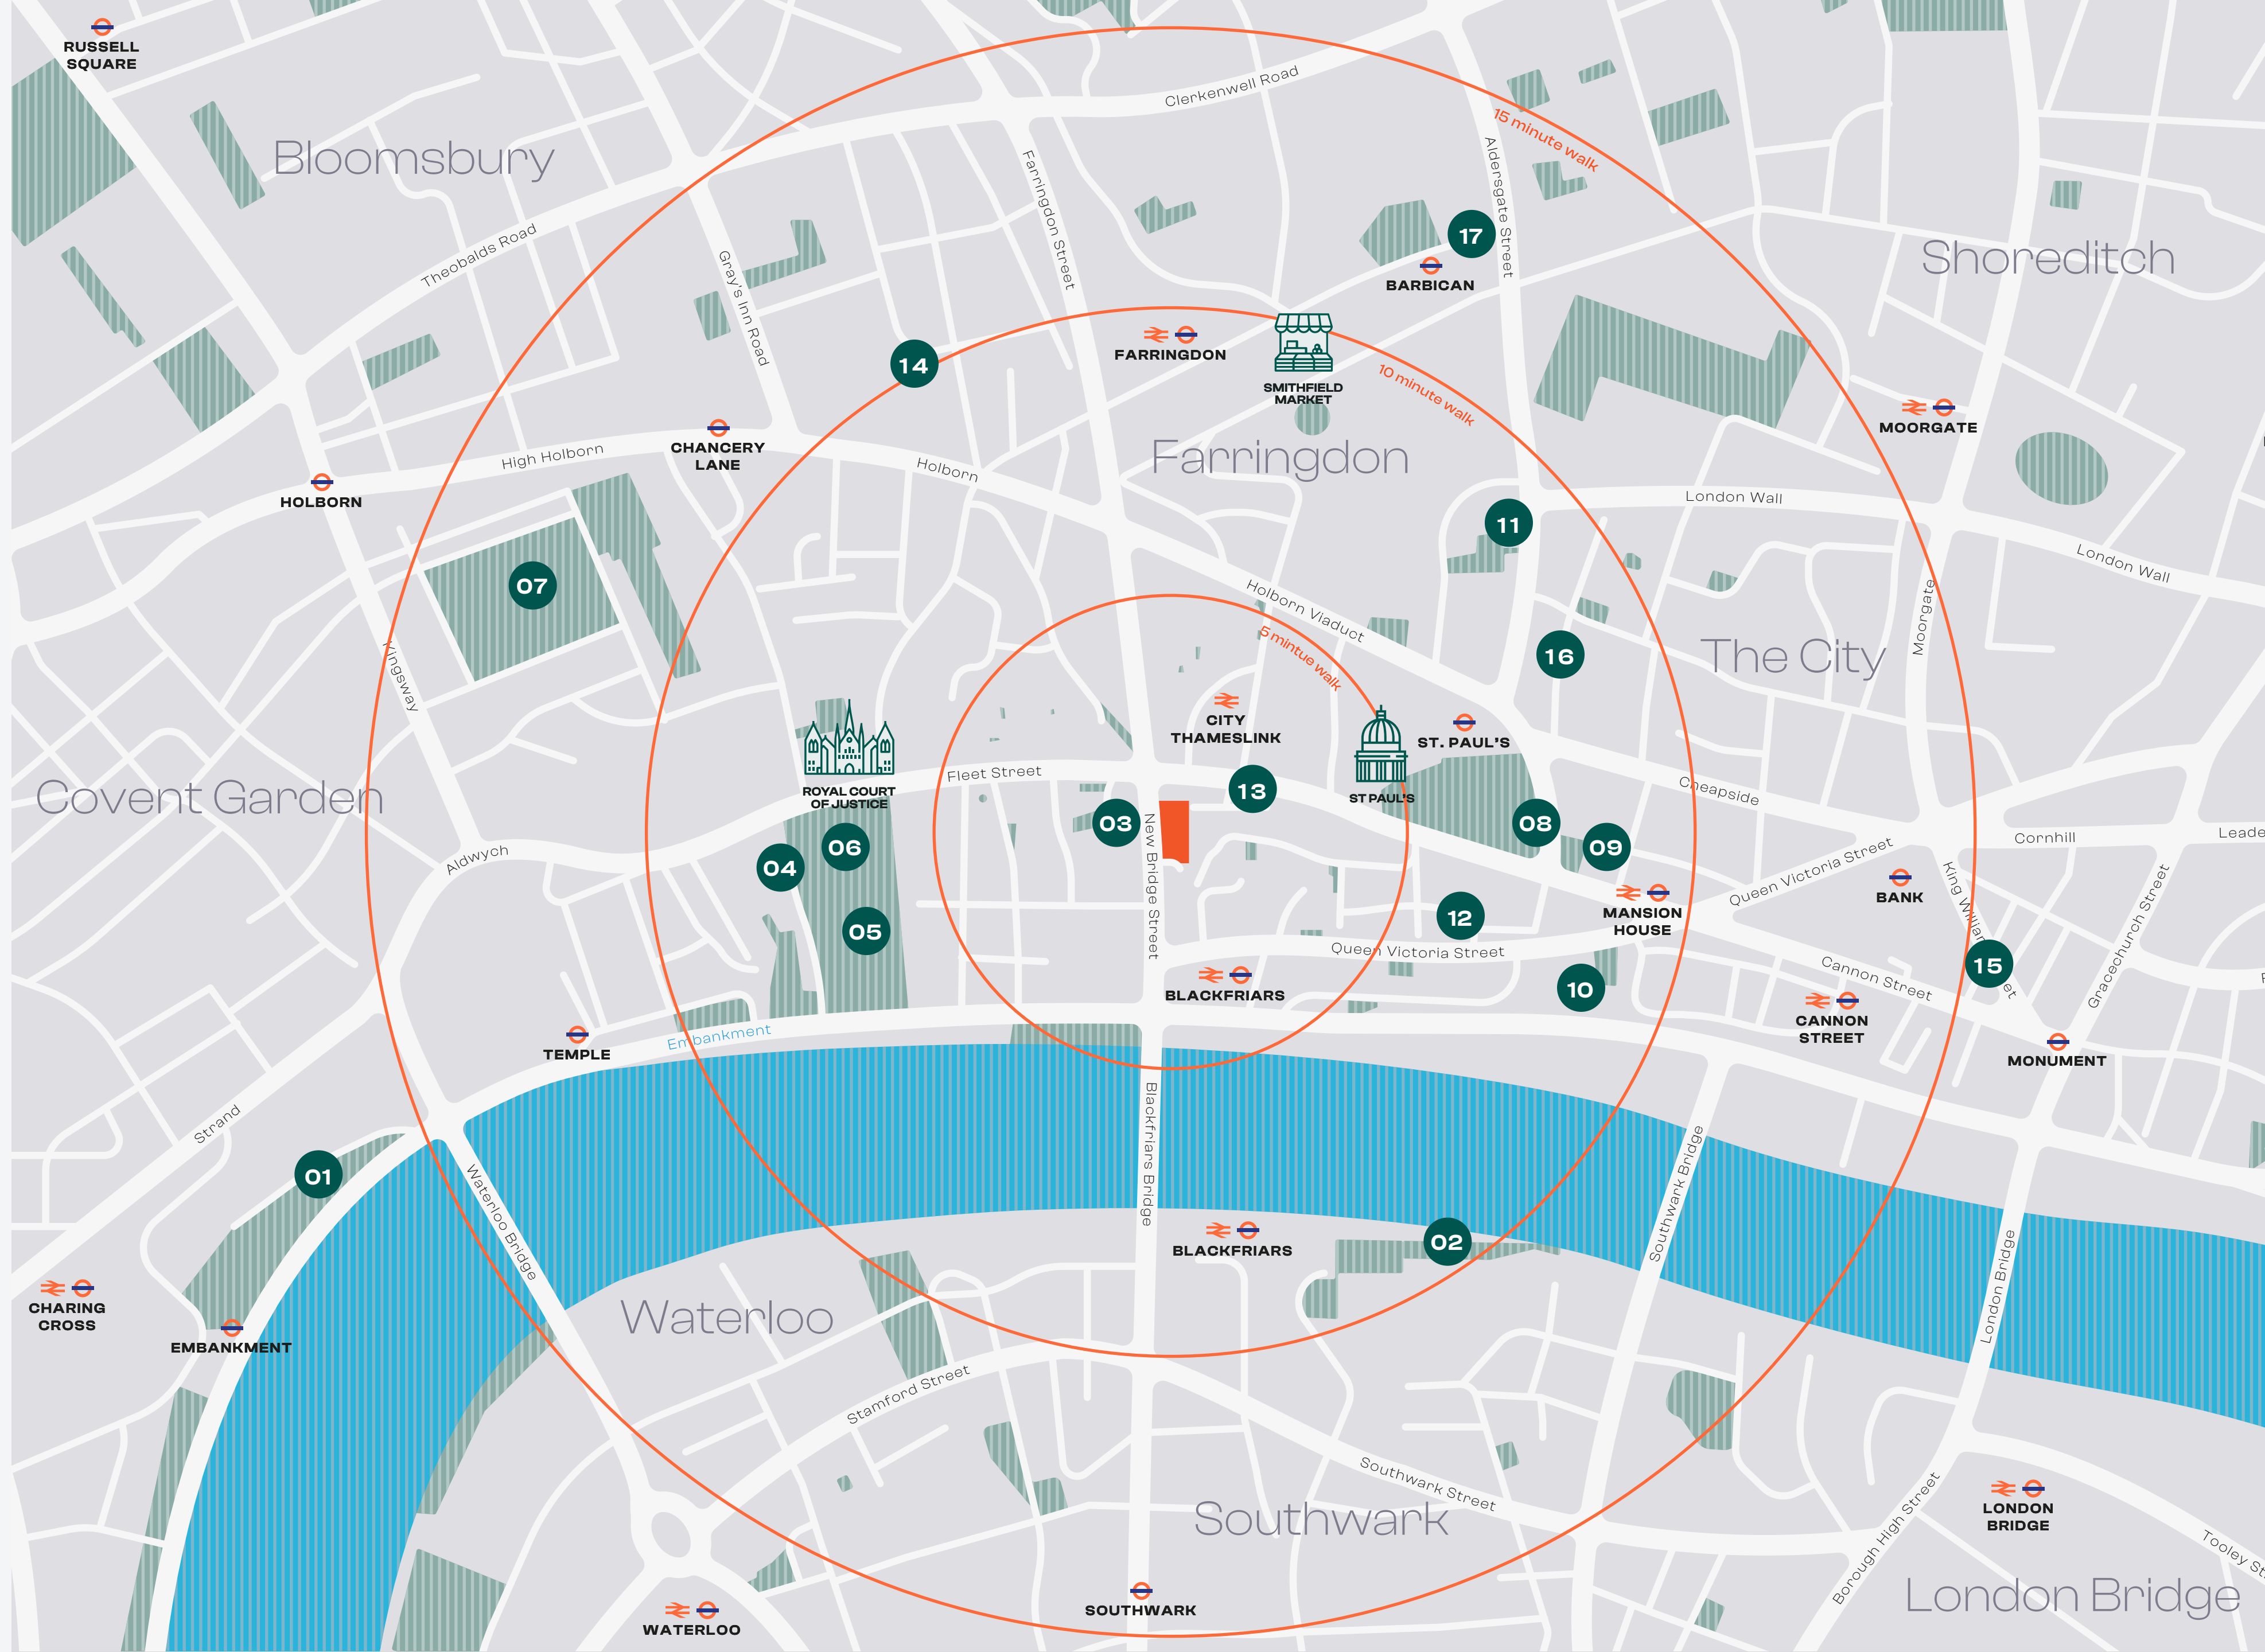 RUSSELL
SQUARE
Clerkenwell Road
15 minute walk
Bloomsbury
Aldersgate Street
Farringdon Street
17
Theobalds Road
Shoreditch
BARBICAN
Gray's Inn Road
14
FARRINGDON
SMITHFIELD
MARKET
10 minute walk
MOORGATE
CHANCERY
LANE
High Holborn
Holborn
Farringdon
HOLBORN
London Wall
11
London Wall
07
Holborn Viaduct
Moorgate
5 mintue walk
16
The City
Kingsway
CITY
THAMESLINK
ST. PAUL'S
Fleet Street
13
ROYAL COURT
OF JUSTICE
ST PAUL'S
Cheapside
Covent Garden
03
08
09
06
04
Aldwych
New Bridge Street
Queen Victoria Street
Cornhill
Leade
BANK
King William
et
Gracechurch Street
MANSION
HOUSE
12
05
Queen Victoria Street
15
Cannon Street
BLACKFRIARS
10
CANNON
STREET
TEMPLE
Embankment
MONUMENT
Strand
Blackfriars Bridge
Southwark Bridge
01
Waterloo Bridge
BLACKFRIARS
02
London Bridge
CHARING
CROSS
Waterloo
EMBANKMENT
Stamford Street
Southwark Street
Southwark
Borough High Street
LONDON
BRIDGE
Tooley St
SOUTHWARK
WATERLOO
London Bridge